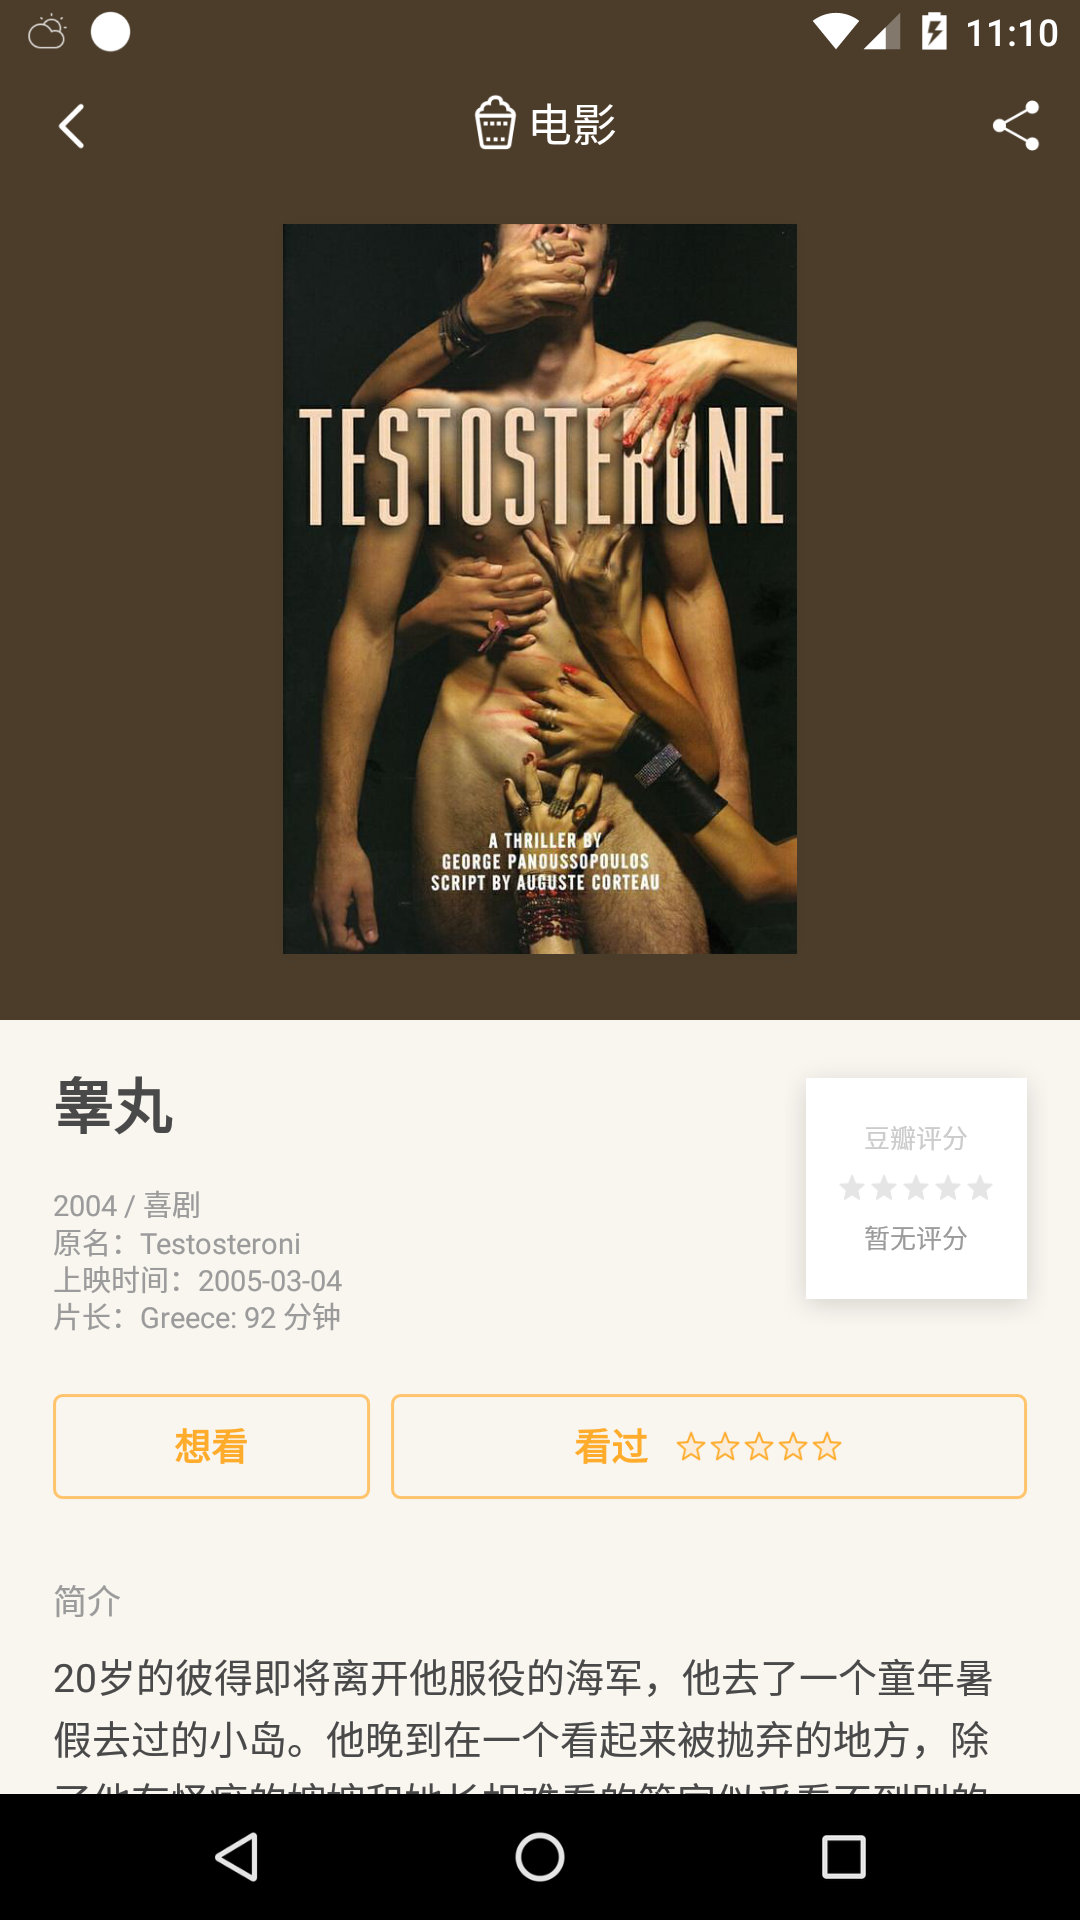 11:10
电影
TESTOSTERONE
A THRILLER BY
GEORGE PANOUSSOPOULOS
SCRIPT BY AUGUSTE CORTEAU
睾丸
豆瓣评分
暂无评分
2004 / 喜剧
原名：Testosteroni
上映时间：2005-03-04
片长：Greece: 92 分钟
想看
看过
简介
20岁的彼得即将离开他服役的海军，他去了一个童年暑
假去过的小岛。他晚到在一个看起来被抛弃的地方，除